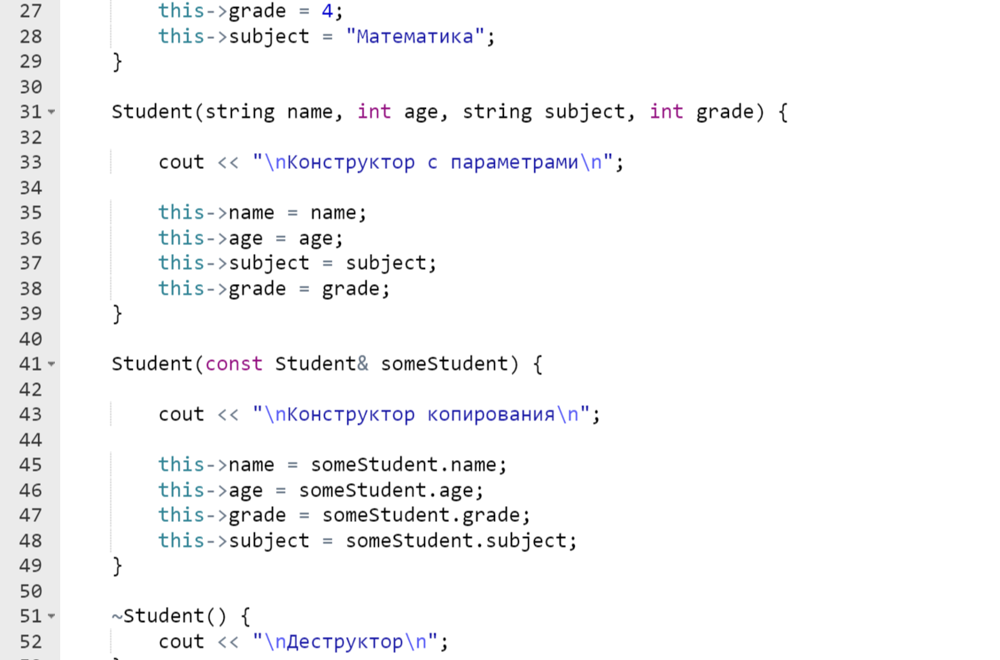 27 this->grade = 4;
28 this->subject = "Математика";
29 }
30
31 Student(string name, int age, string subject, int grade) {
32
33 cout << "\nКонструктор с параметрами\n";
34
35 this->name = name;
36 this->age = age;
37 this->subject = subject;
38 this->grade = grade;
39 }
40
41 Student(const Student& someStudent) {
42
43 cout << "\nКонструктор копирования\n";
44
45 this->name = someStudent.name;
46 this->age = someStudent.age;
47 this->grade = someStudent.grade;
48 this->subject = someStudent.subject;
49 }
50
51 ~Student() {
52 cout << "\nДеструктор\n";